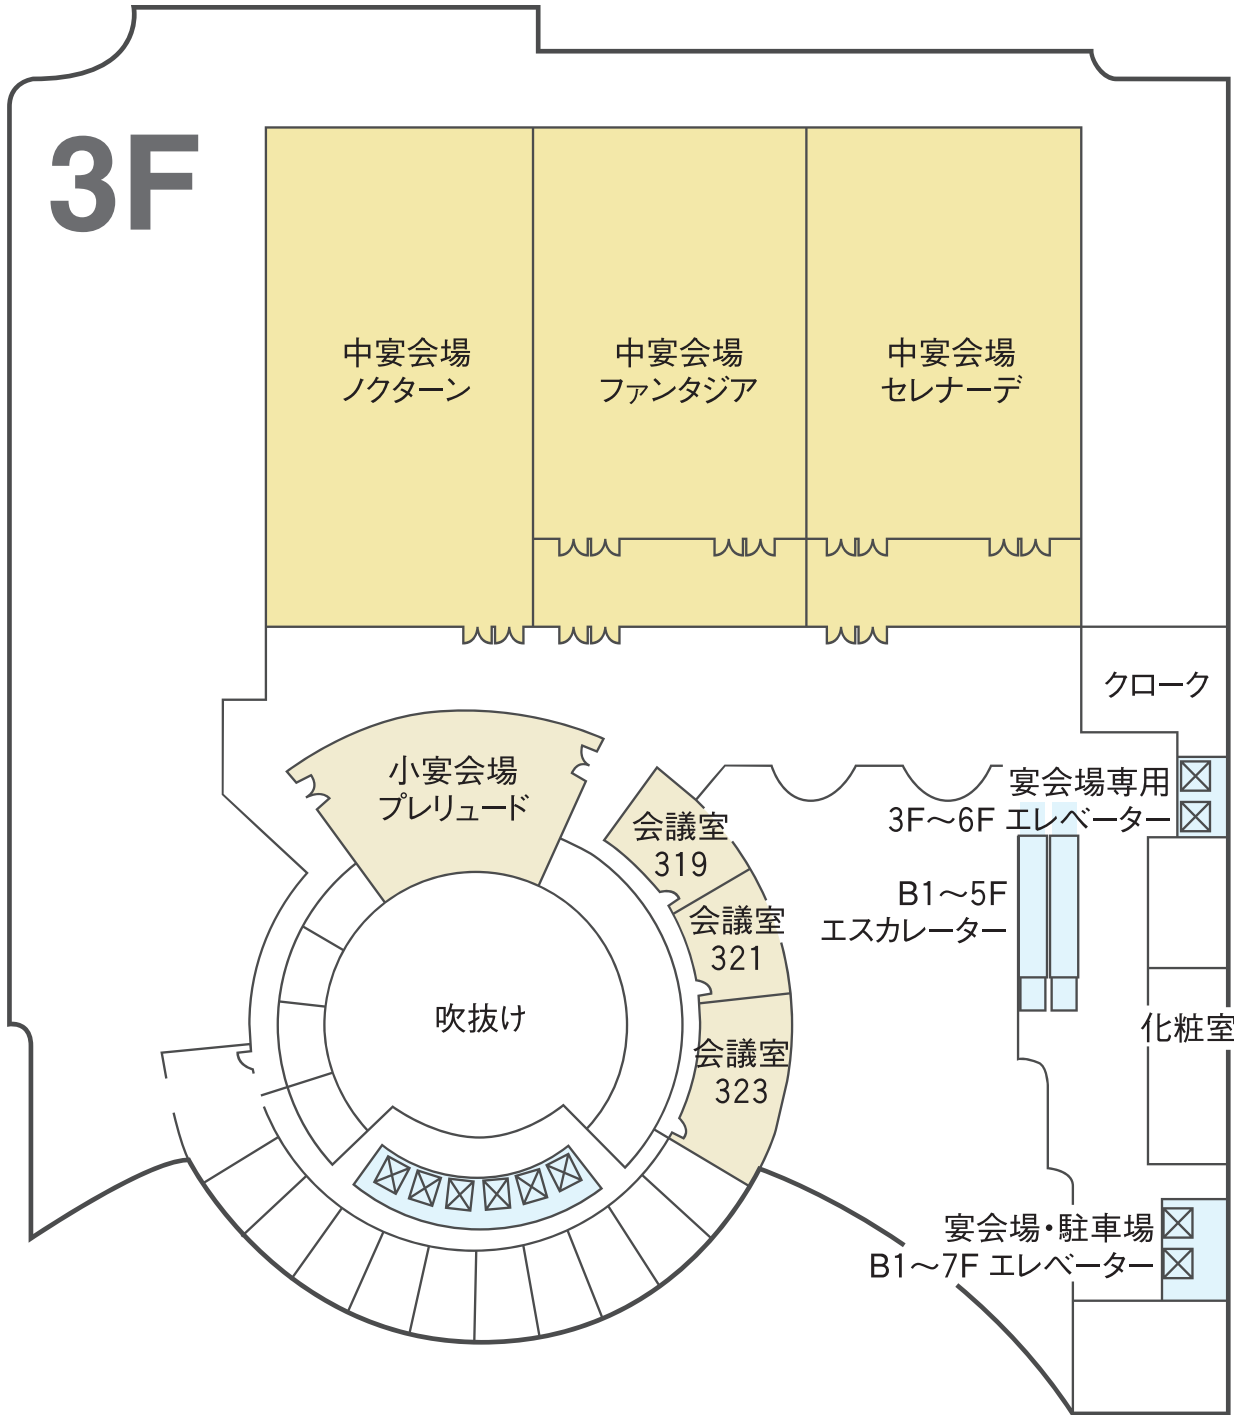 3F
中宴会場
ノクターン
中宴会場
ファンタジア
中宴会場
セレナーデ
クローク
小宴会場
プレリュード
宴会場専用
3F～6F エレベーター
会議室
319
B1～5F
エスカレーター
会議室
321
吹抜け
化粧室
会議室
323
宴会場・駐車場
B1～7F エレベーター